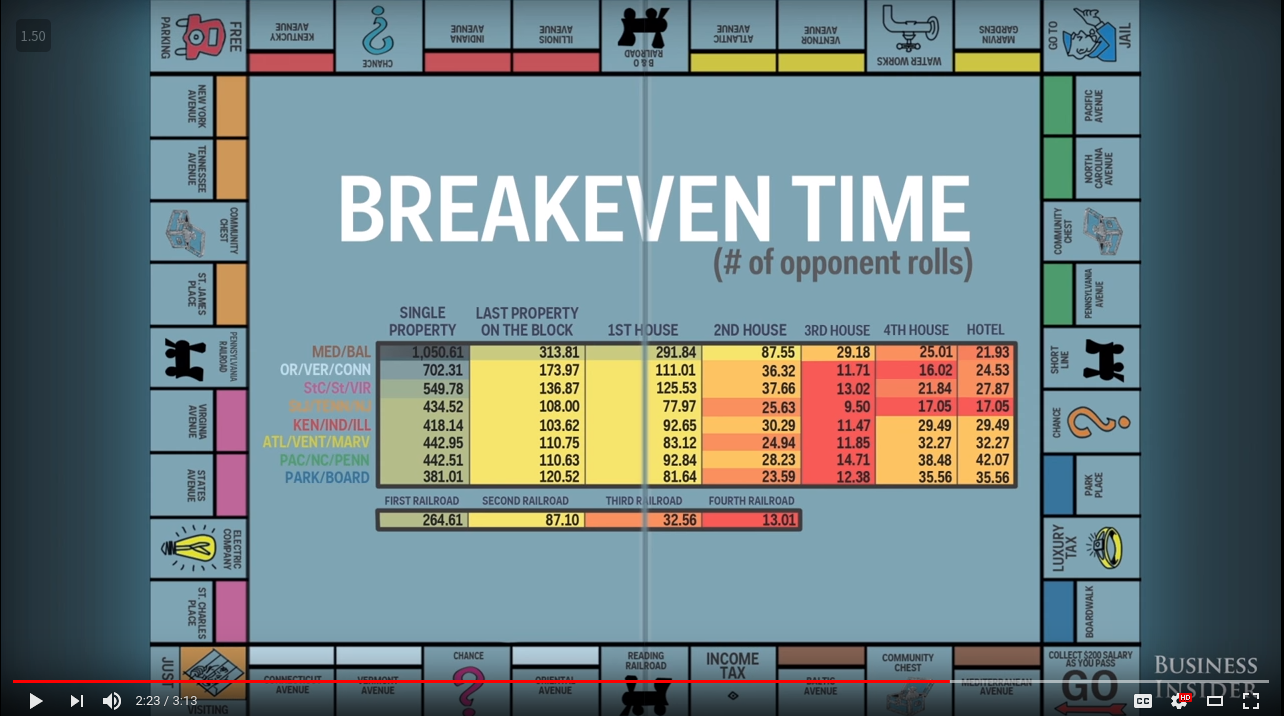 1.50
FREE
PARKING
KENTUCKY
AVENUE
CHANCE
INDIANA
AVENUE
ILLINOIS
AVENUE
B & O
RAILROAD
ATLANTIC
AVENUE
VENTNOR
AVENUE
WATER WORKS
MARVIN
GARDENS
GO TO
JAIL
NEW YORK
AVENUE
TENNESSEE
AVENUE
COMMUNITY
CHEST
ST. JAMES
PLACE
PENNSYLVANIA
RAILROAD
VIRGINIA
AVENUE
STATES
AVENUE
ELECTRIC
COMPANY
ST. CHARLES
PLACE
BREAKEVEN TIME
(# of opponent rolls)
SINGLE PROPERTY LAST PROPERTY ON THE BLOCK 1ST HOUSE 2ND HOUSE 3RD HOUSE 4TH HOUSE HOTEL
MED/BAL 1,050.61 313.81 291.84 87.55 29.18 25.01 21.93
OR/VER/CONN 702.31 173.97 111.01 36.32 11.71 16.02 24.53
StC/St/VIR 549.78 136.87 125.53 37.66 13.02 21.84 27.87
434.52 108.00 77.97 25.63 9.50 17.05 17.05
KEN/IND/ILL 418.14 103.62 92.65 30.29 11.47 29.49 29.49
ATL/VENT/MARV 442.95 110.75 83.12 24.94 11.85 32.27 32.27
PAC/NC/PENN 442.51 110.63 92.84 28.23 14.71 38.48 42.07
PARK/BOARD 381.01 120.52 81.64 23.59 12.38 35.56 35.56
FIRST RAILROAD SECOND RAILROAD THIRD RAILROAD FOURTH RAILROAD
264.61 87.10 32.56 13.01
PACIFIC
AVENUE
NORTH
CAROLINA
AVENUE
COMMUNITY
CHEST
PENNSYLVANIA
AVENUE
SHORT
LINE
CHANCE
PARK
PLACE
LUXURY
TAX
BOARDWALK
JUST
VISITING
CONNECTICUT
AVENUE
VERMONT
AVENUE
CHANCE
ORIENTAL
AVENUE
READING
RAILROAD
INCOME
TAX
BALTIC
AVENUE
COMMUNITY
CHEST
MEDITERRANEAN
AVENUE
COLLECT $200 SALARY
AS YOU PASS
GO
BUSINESS
INSIDER
2:23 / 3:13
CC
HD